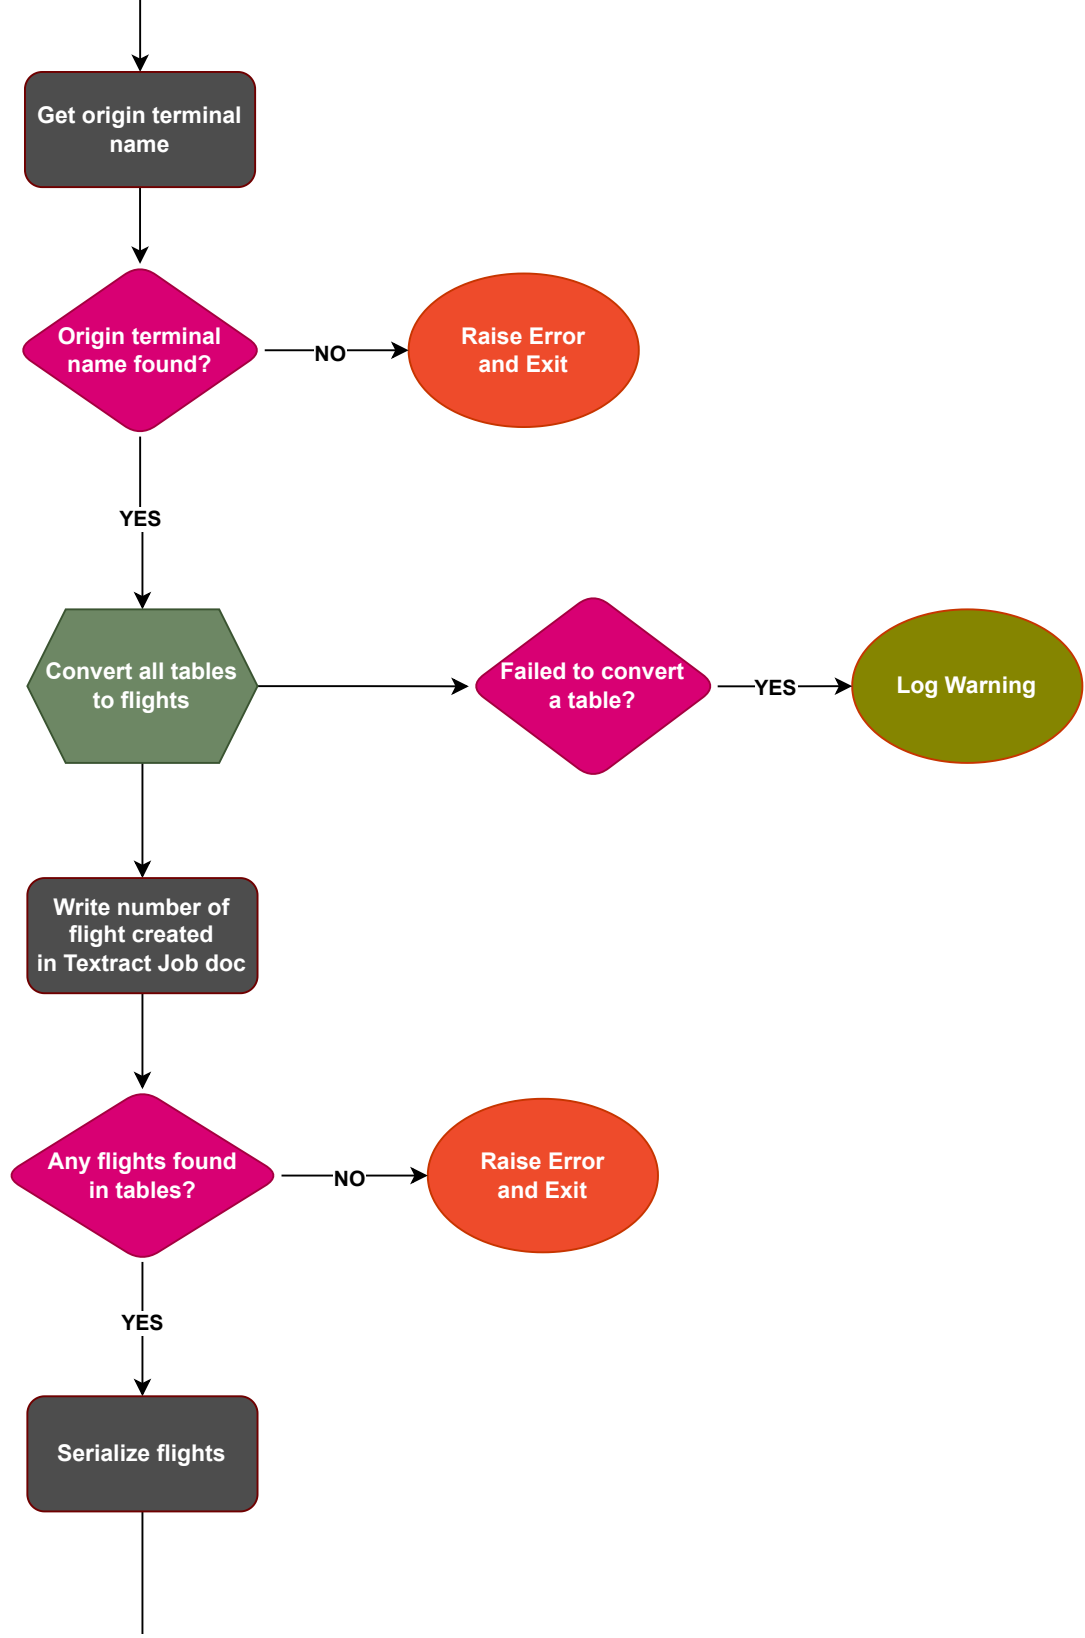 Get origin terminal
name
Origin terminal
name found?
NO
Raise Error
and Exit
YES
Convert all tables
to flights
Failed to convert
a table?
YES
Log Warning
Write number of
flight created
in Textract Job doc
Any flights found
in tables?
NO
Raise Error
and Exit
YES
Serialize flights